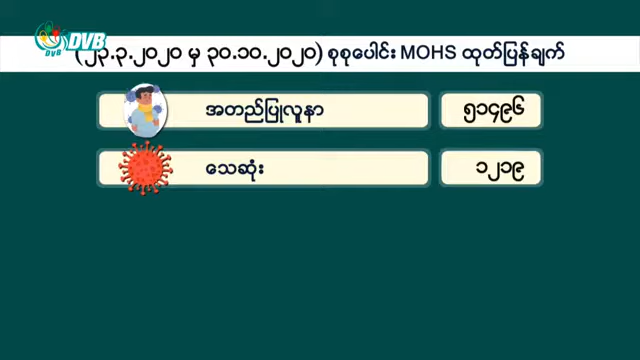 DVB
DVB
(၂၃.၃.၂၀၂၀ မှ ၃၀.၁၀.၂၀၂၀) စုစုပေါင်း MOHS ထုတ်ပြန်ချက်
အတည်ပြုလူနာ ၅၁၄၉၆
သေဆုံး ၁၂၁၉